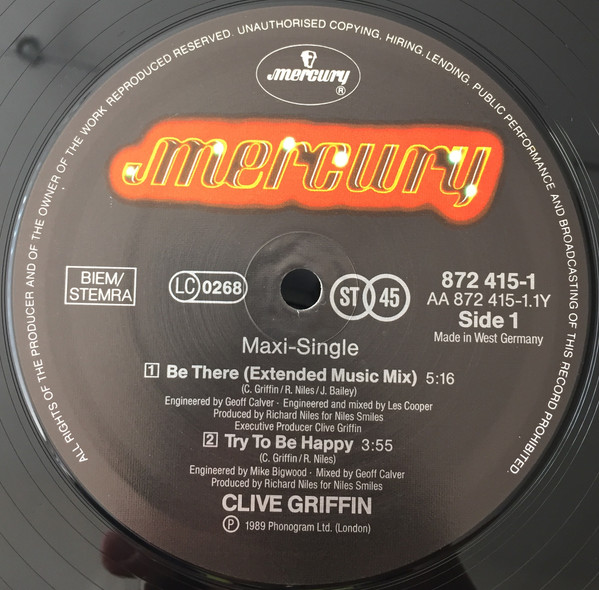 ALL RIGHTS OF THE PRODUCER AND OF THE OWNER OF THE WORK REPRODUCED RESERVED. UNAUTHORISED COPYING, HIRING, LENDING, PUBLIC PERFORMANCE AND BROADCASTING OF THIS RECORD PROHIBITED.
mercury
®
mercury
BIEM/
STEMRA
LC 0268
ST 45
872 415-1
AA 872 415-1.1Y
Side 1
Made in West Germany
Maxi-Single
1 Be There (Extended Music Mix) 5:16
(C. Griffin/R. Niles/J. Bailey)
Engineered by Geoff Calver · Engineered and mixed by Les Cooper
Produced by Richard Niles for Niles Smiles
Executive Producer Clive Griffin
2 Try To Be Happy 3:55
(C. Griffin/R. Niles)
Engineered by Mike Bigwood · Mixed by Geoff Calver
Produced by Richard Niles for Niles Smiles
CLIVE GRIFFIN
℗ 1989 Phonogram Ltd. (London)